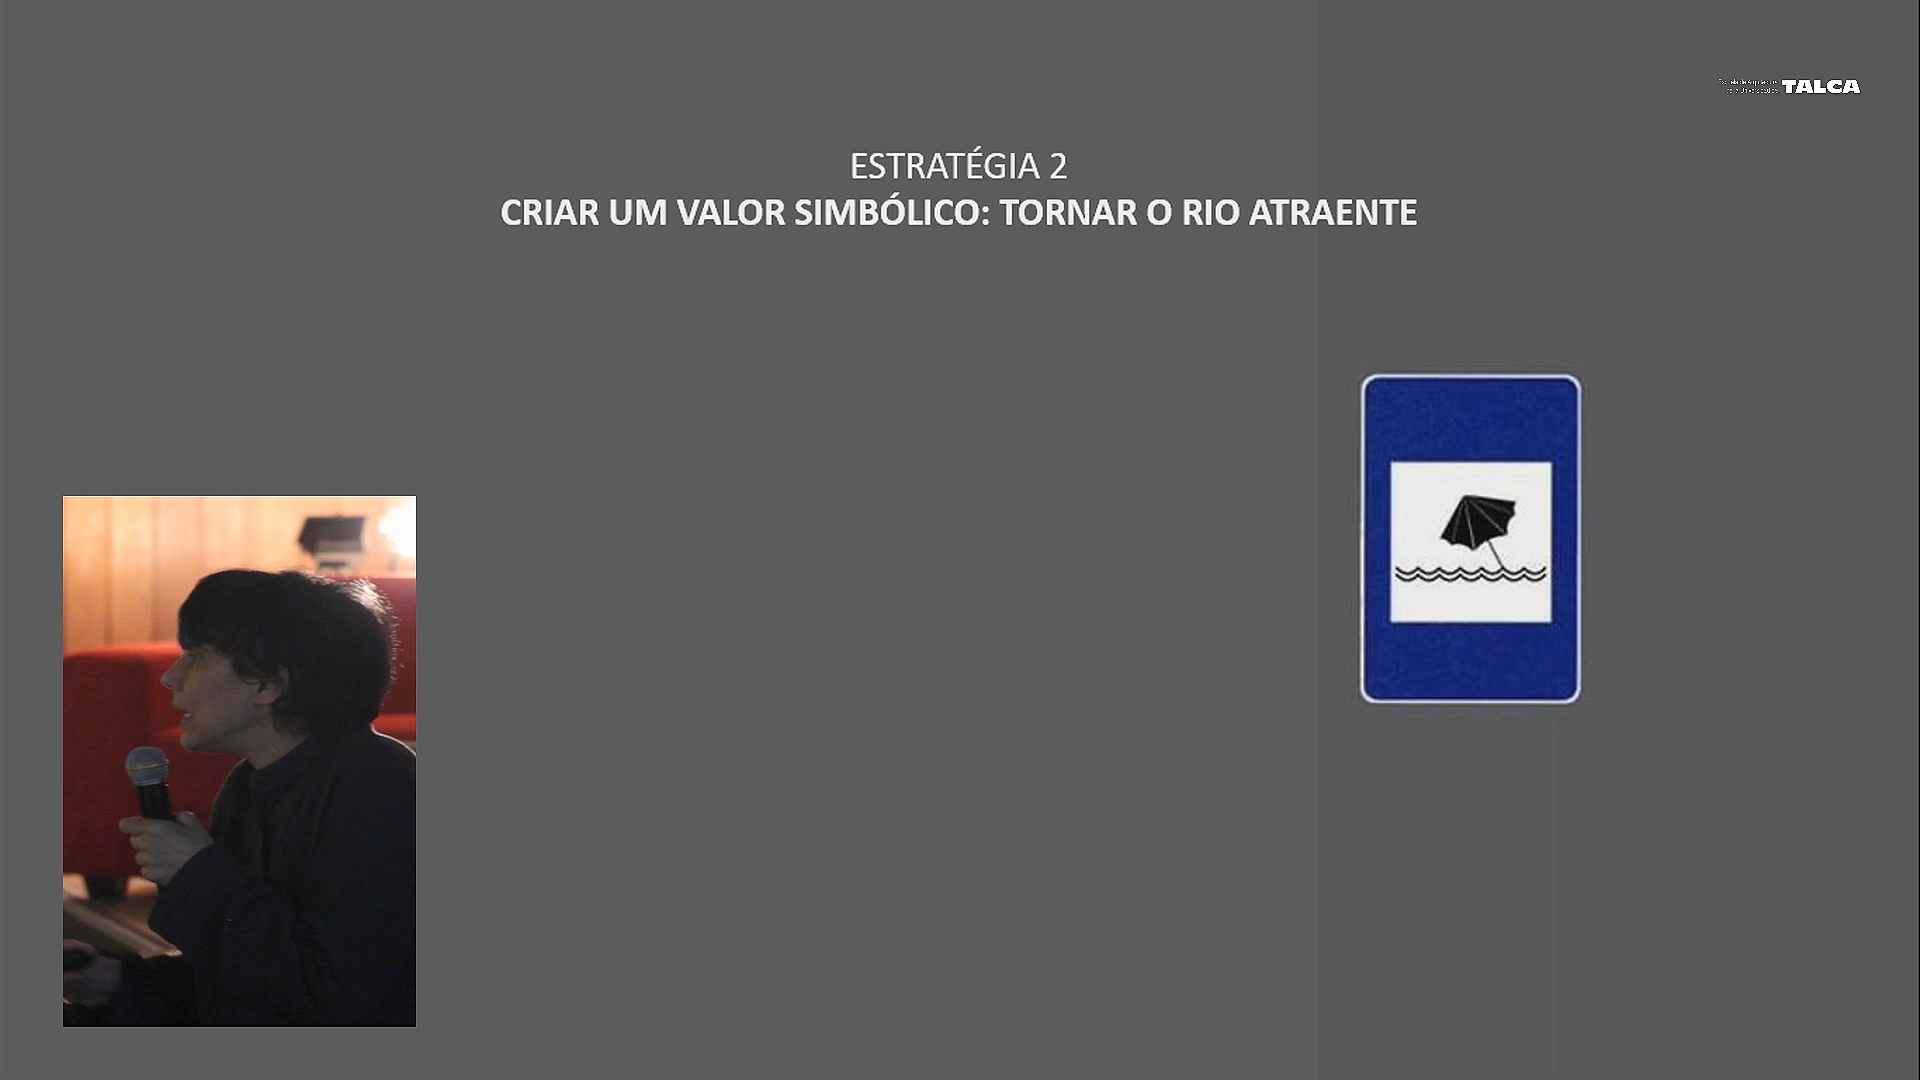 TALCA
ESTRATÉGIA 2
CRIAR UM VALOR SIMBÓLICO: TORNAR O RIO ATRAENTE